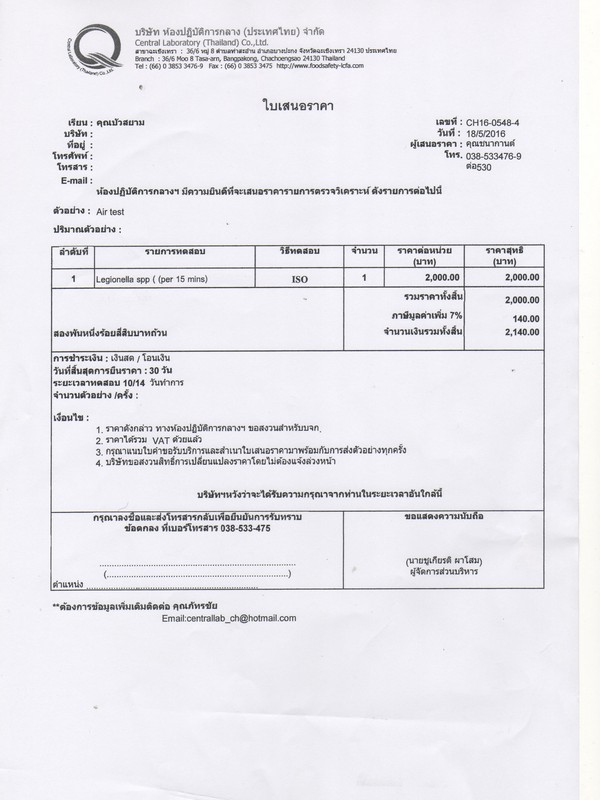 บริษัท ห้องปฏิบัติการกลาง (ประเทศไทย) จำกัด
Central Laboratory (Thailand) Co.,Ltd.
สาขาฉะเชิงเทรา : 36/6 หมู่ 8 ตำบลท่าสะอ้าน อำเภอบางปะกง จังหวัดฉะเชิงเทรา 24130 ประเทศไทย
Branch : 36/6 Moo 8 Tasa-arn, Bangpakong, Chachoengsao 24130 Thailand
Tel : (66) 0 3853 3476-9 Fax : (66) 0 3853 3475 http://www.foodsafety-lcfa.com
Q
Central Laboratory (Thailand) Co.,Ltd.
ใบเสนอราคา
เรียน : คุณบัวสยาม เลขที่ : CH16-0548-4
บริษัท : วันที่ : 18/5/2016
ที่อยู่ : ผู้เสนอราคา : คุณชนากานต์
โทรศัพท์ : โทร. 038-533476-9
โทรสาร : ต่อ530
E-mail :
ห้องปฏิบัติการกลางฯ มีความยินดีที่จะเสนอราคารายการตรวจวิเคราะห์ ดังรายการต่อไปนี้
ตัวอย่าง : Air test
ปริมาณตัวอย่าง :
ลำดับที่ รายการทดสอบ วิธีทดสอบ จำนวน ราคาต่อหน่วย (บาท) ราคาสุทธิ (บาท)
1 Legionella spp ( (per 15 mins) ISO 1 2,000.00 2,000.00
รวมราคาทั้งสิ้น 2,000.00
ภาษีมูลค่าเพิ่ม 7% 140.00
สองพันหนึ่งร้อยสี่สิบบาทถ้วน จำนวนเงินรวมทั้งสิ้น 2,140.00
การชำระเงิน : เงินสด / โอนเงิน
วันที่สิ้นสุดการยืนราคา : 30 วัน
ระยะเวลาทดสอบ 10/14 วันทำการ
จำนวนตัวอย่าง /ครั้ง :
เงื่อนไข :
1. ราคาดังกล่าว ทางห้องปฏิบัติการกลางฯ ขอสงวนสำหรับบจก.
2. ราคาได้รวม VAT ด้วยแล้ว
3. กรุณาแนบใบคำขอรับบริการและสำเนาใบเสนอราคามาพร้อมกับการส่งตัวอย่างทุกครั้ง
4. บริษัทขอสงวนสิทธิ์การเปลี่ยนแปลงราคาโดยไม่ต้องแจ้งล่วงหน้า
บริษัทฯหวังว่าจะได้รับความกรุณาจากท่านในระยะเวลาอันใกล้นี้
กรุณาลงชื่อและส่งโทรสารกลับเพื่อยืนยันการรับทราบ ขอแสดงความนับถือ
ข้อตกลง ที่เบอร์โทรสาร 038-533-475
(นายชูเกียรติ ผาโสม)
(..........................................................) ผู้จัดการส่วนบริหาร
ตำแหน่ง ..........................................................
**ต้องการข้อมูลเพิ่มเติมติดต่อ คุณภัทรชัย
Email:centrallab_ch@hotmail.com